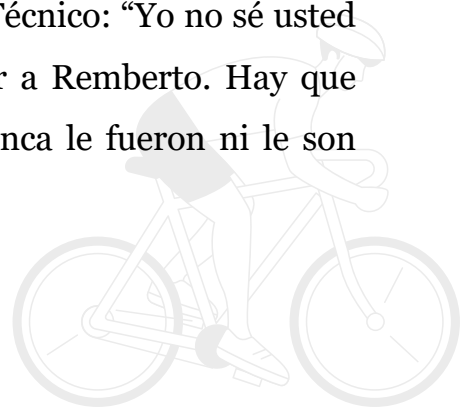 Técnico: “Yo no sé usted
r a Remberto. Hay que
nca le fueron ni le son